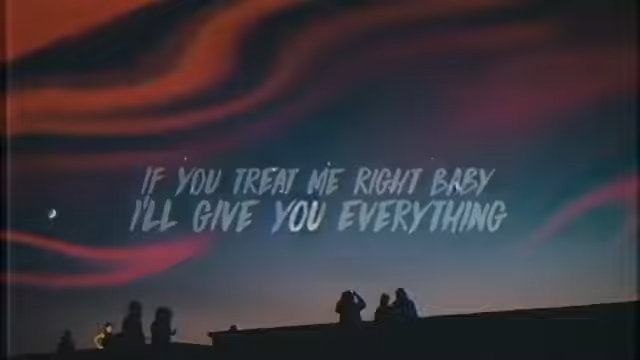 IF YOU TREAT ME RIGHT BABY
I'LL GIVE YOU EVERYTHING